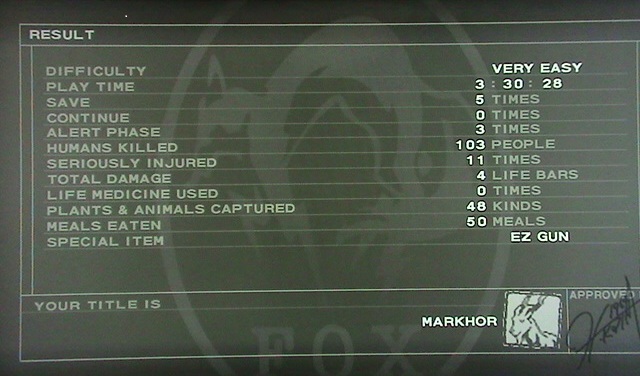 RESULT
DIFFICULTY VERY EASY
PLAY TIME 3 : 30 : 28
SAVE 5 TIMES
CONTINUE 0 TIMES
ALERT PHASE 3 TIMES
HUMANS KILLED 103 PEOPLE
SERIOUSLY INJURED 11 TIMES
TOTAL DAMAGE 4 LIFE BARS
LIFE MEDICINE USED 0 TIMES
PLANTS & ANIMALS CAPTURED 48 KINDS
MEALS EATEN 50 MEALS
SPECIAL ITEM EZ GUN
YOUR TITLE IS
MARKHOR
APPROVED
FOX